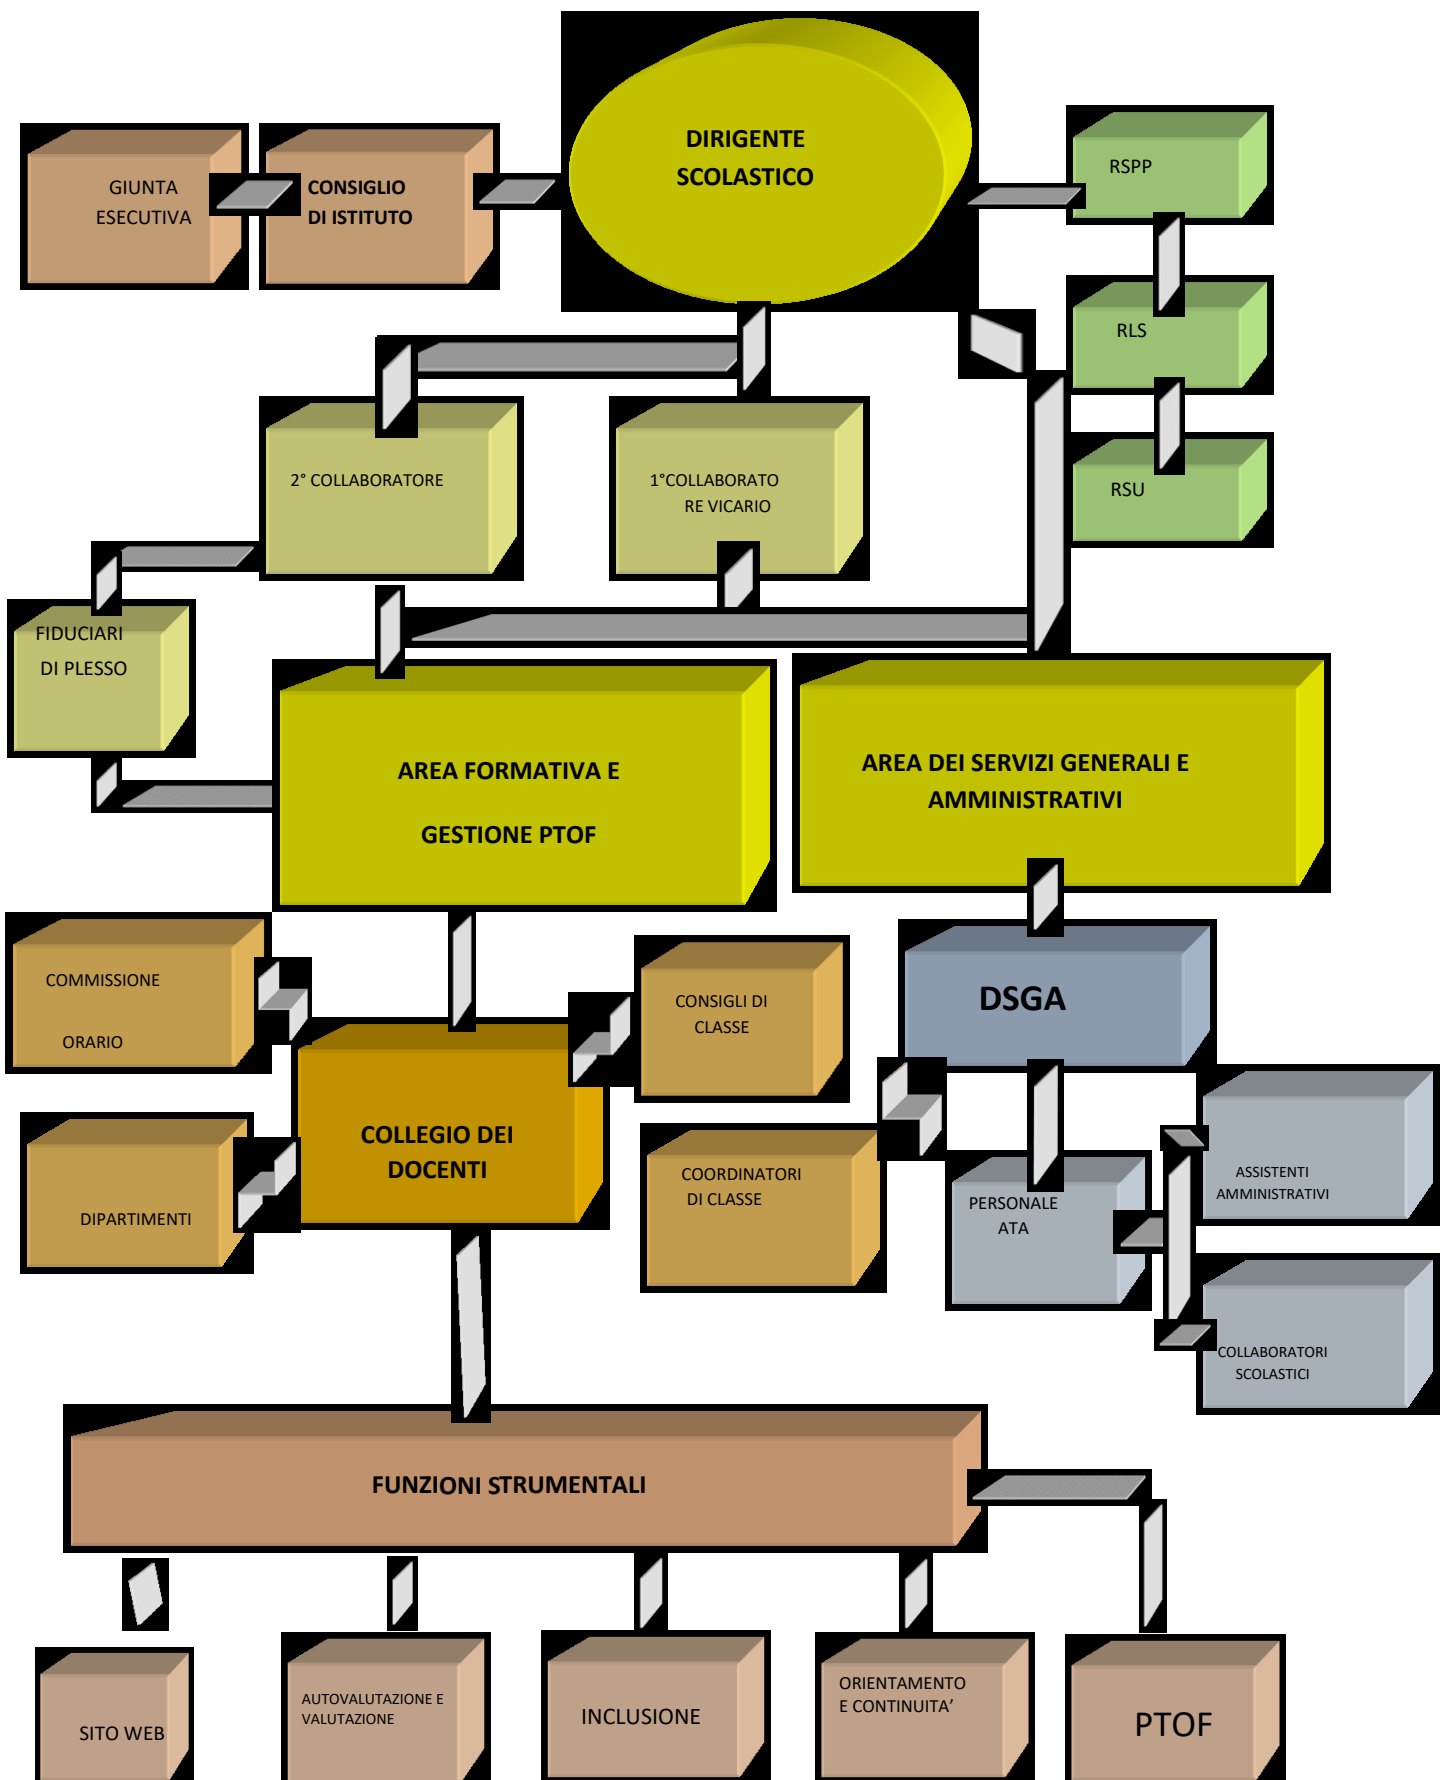 DIRIGENTE
SCOLASTICO
GIUNTA
ESECUTIVA
CONSIGLIO
DI ISTITUTO
RSPP
RLS
RSU
2° COLLABORATORE
1°COLLABORATO
RE VICARIO
FIDUCIARI
DI PLESSO
AREA FORMATIVA E
GESTIONE PTOF
AREA DEI SERVIZI GENERALI E
AMMINISTRATIVI
COMMISSIONE
ORARIO
CONSIGLI DI
CLASSE
DSGA
COLLEGIO DEI
DOCENTI
DIPARTIMENTI
COORDINATORI
DI CLASSE
PERSONALE
ATA
ASSISTENTI
AMMINISTRATIVI
COLLABORATORI
SCOLASTICI
FUNZIONI STRUMENTALI
SITO WEB
AUTOVALUTAZIONE E
VALUTAZIONE
INCLUSIONE
ORIENTAMENTO
E CONTINUITA’
PTOF